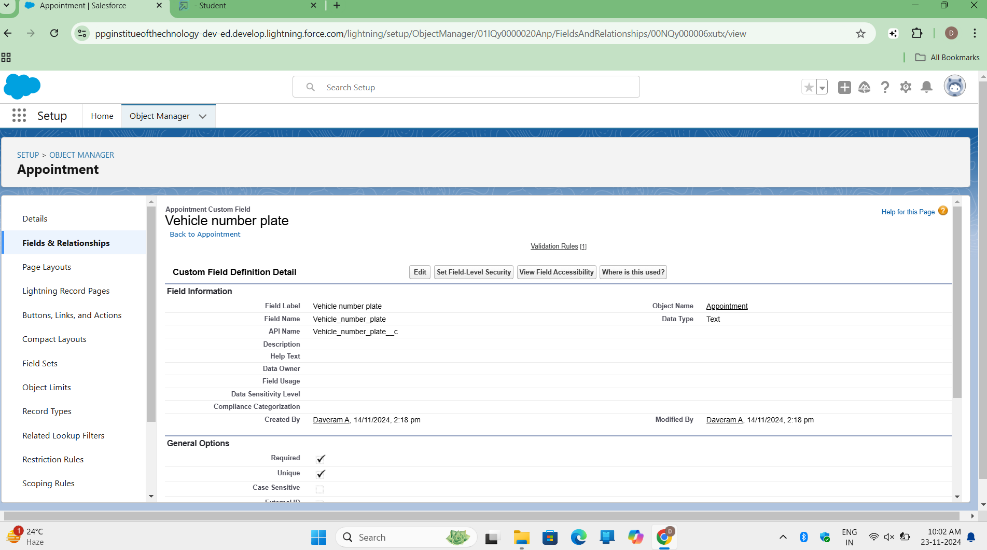 Appointment | Salesforce
Student
ppginstitueofthechnology-dev-ed.develop.lightning.force.com/lightning/setup/ObjectManager/01IQy0000020Anp/FieldsAndRelationships/00NQy000006xutx/view
D
All Bookmarks
Search Setup
Setup
Home
Object Manager
SETUP > OBJECT MANAGER
Appointment
Details
Fields & Relationships
Page Layouts
Lightning Record Pages
Buttons, Links, and Actions
Compact Layouts
Field Sets
Object Limits
Record Types
Related Lookup Filters
Restriction Rules
Scoping Rules
Appointment Custom Field
Vehicle number plate
Back to Appointment
Help for this Page
Validation Rules [1]
Custom Field Definition Detail
Edit
Set Field-Level Security
View Field Accessibility
Where is this used?
Field Information
Field Label Vehicle number plate Object Name Appointment
Field Name Vehicle_number_plate Data Type Text
API Name Vehicle_number_plate__c
Description
Help Text
Data Owner
Field Usage
Data Sensitivity Level
Compliance Categorization
Created By Daveram A, 14/11/2024, 2:18 pm Modified By Daveram A, 14/11/2024, 2:18 pm
General Options
Required
Unique
Case Sensitive
1
24°C
Haze
Search
ENG
IN
10:02 AM
23-11-2024